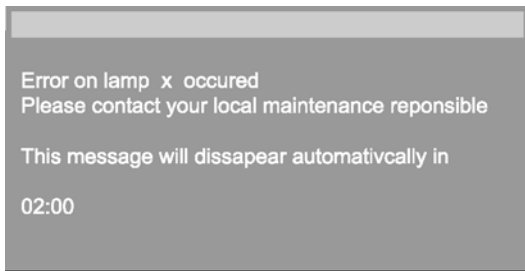 Error on lamp x occured
Please contact your local maintenance reponsible
This message will dissapear automativcally in
02:00